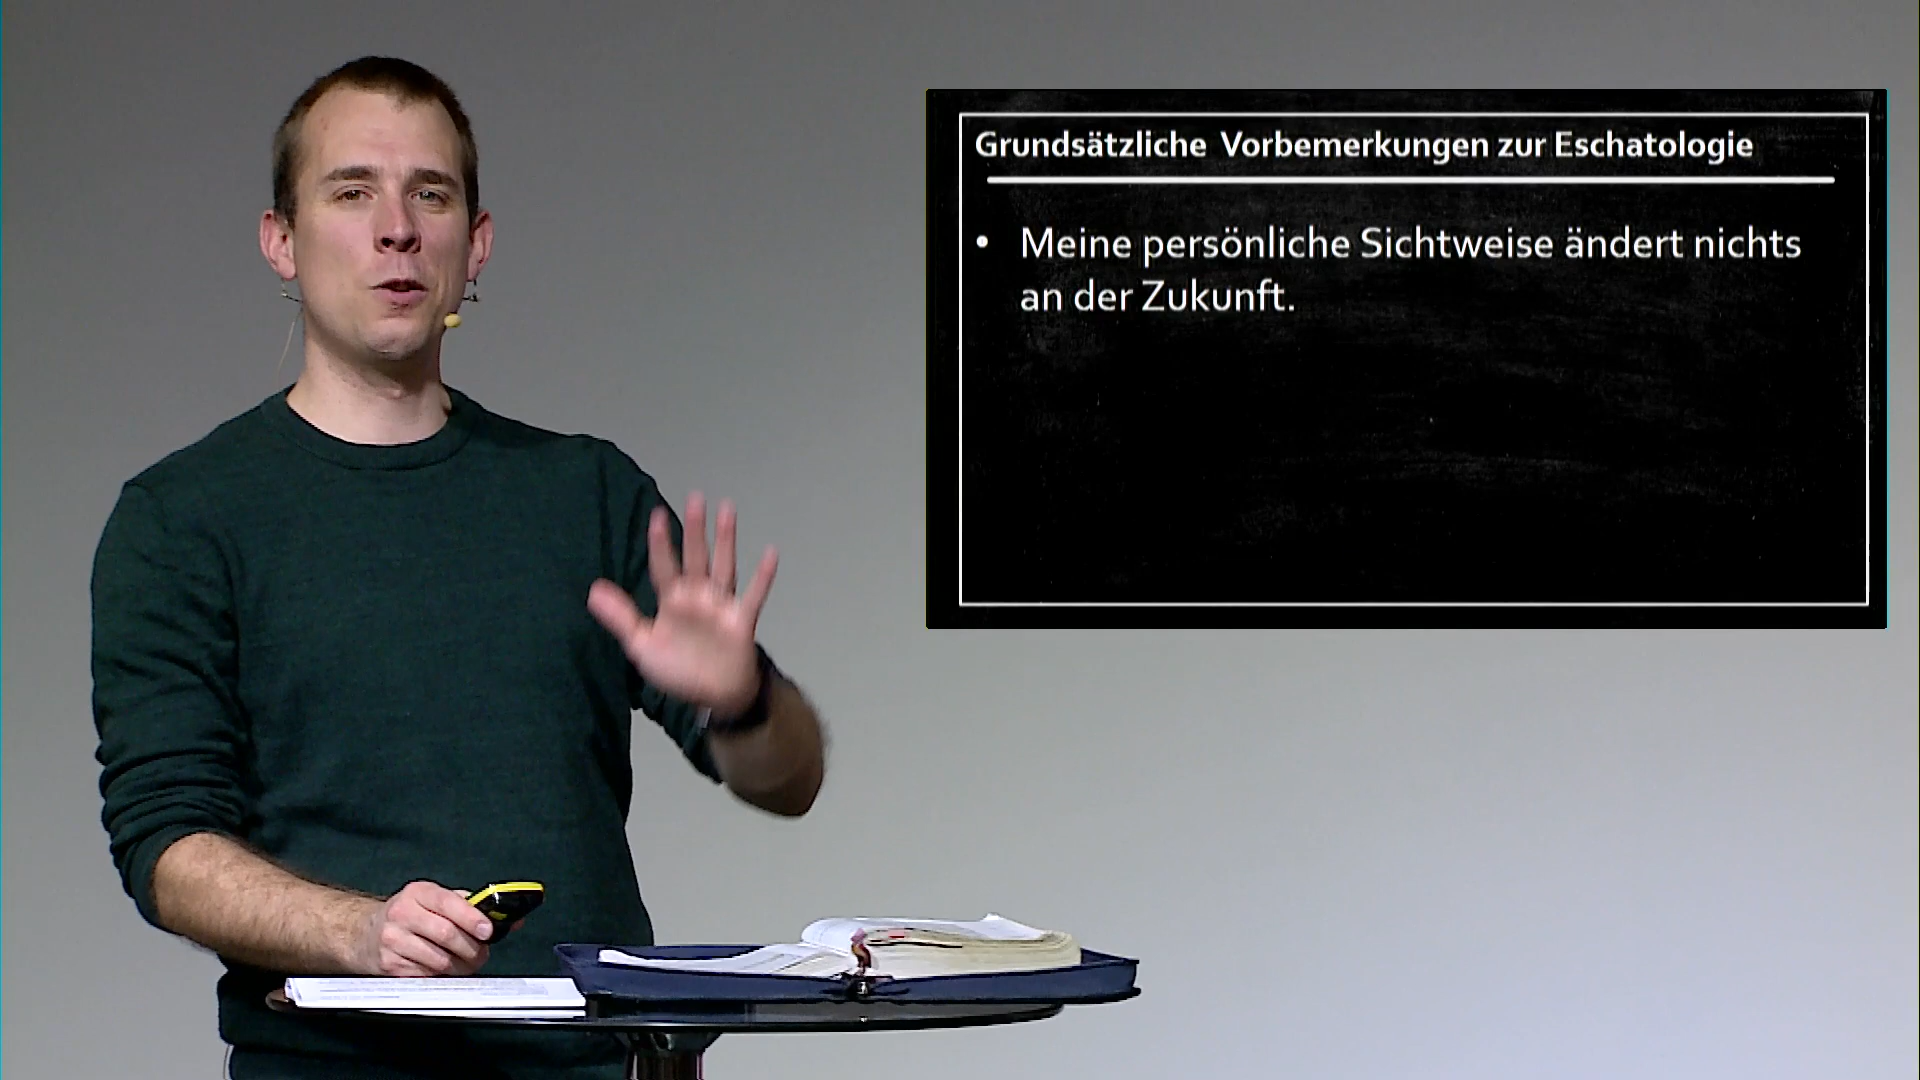 Grundsätzliche Vorbemerkungen zur Eschatologie
• Meine persönliche Sichtweise ändert nichts
an der Zukunft.